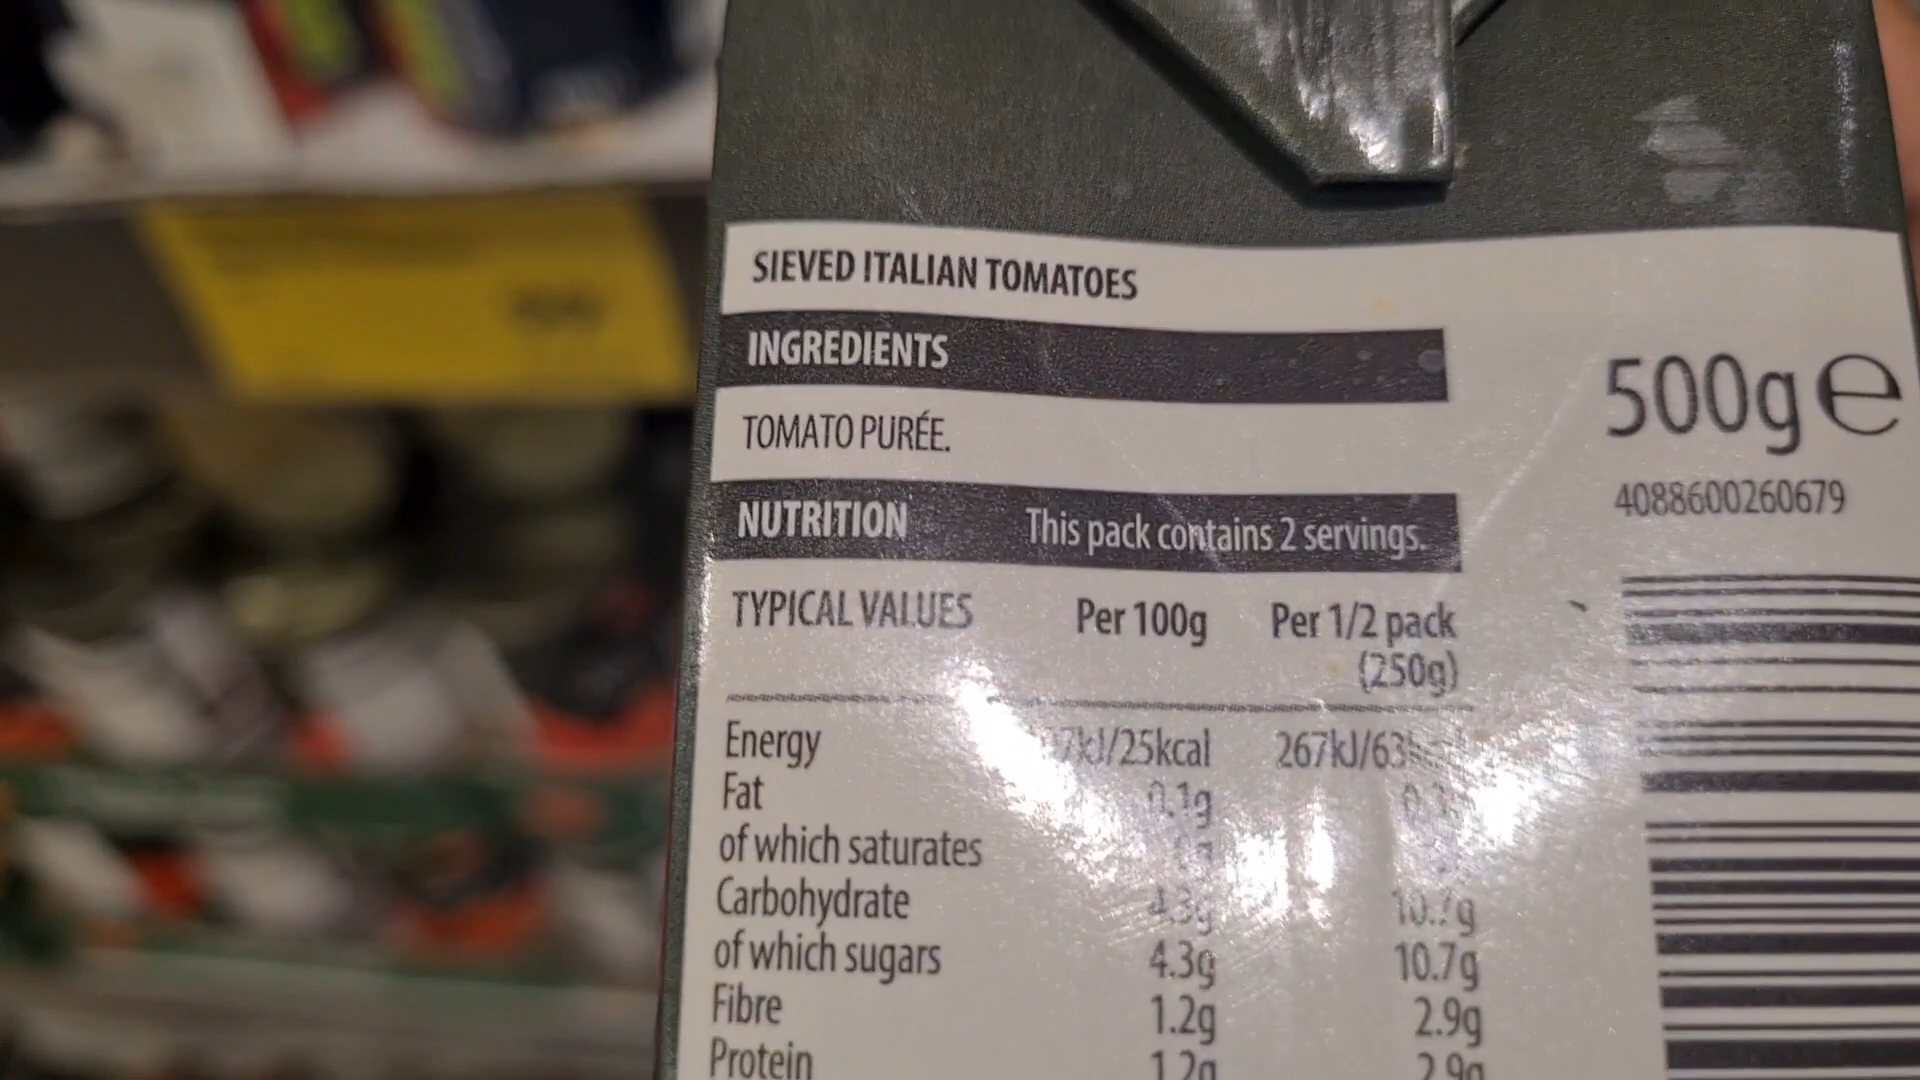 SIEVED ITALIAN TOMATOES
INGREDIENTS
TOMATO PURÉE.
500g e
4088600260679
NUTRITION This pack contains 2 servings.
TYPICAL VALUES Per 100g Per 1/2 pack
(250g)
Energy 267kJ/63
Fat 0.1g
of which saturates
Carbohydrate 4.3g 10.7g
of which sugars 4.3g 10.7g
Fibre 1.2g 2.9g
Protein 1.2g 2.9g